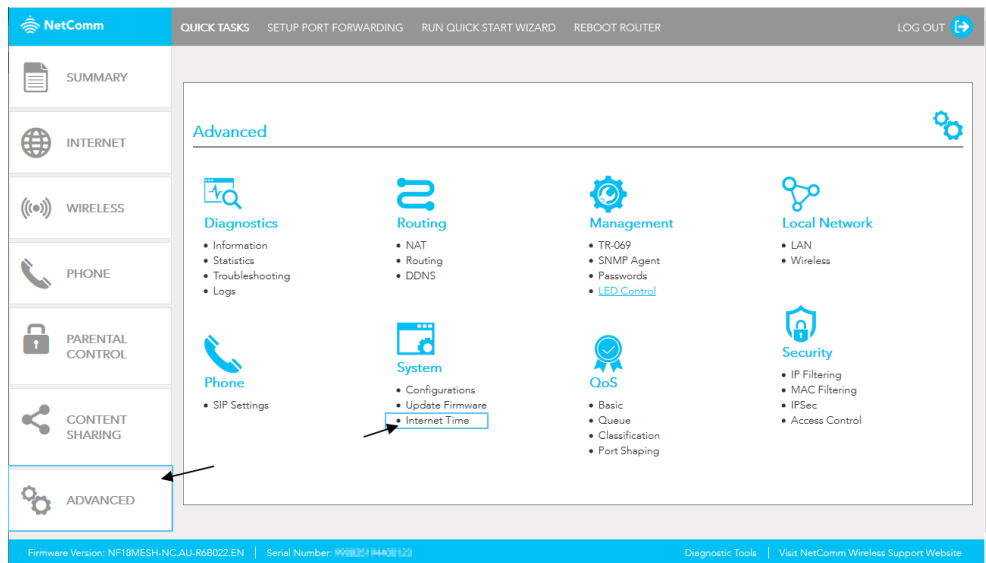 NetComm
QUICK TASKS SETUP PORT FORWARDING RUN QUICK START WIZARD REBOOT ROUTER LOG OUT
SUMMARY
INTERNET
WIRELESS
PHONE
PARENTAL
CONTROL
CONTENT
SHARING
ADVANCED
Advanced
Diagnostics
• Information
• Statistics
• Troubleshooting
• Logs
Routing
• NAT
• Routing
• DDNS
Management
• TR-069
• SNMP Agent
• Passwords
• LED Control
Local Network
• LAN
• Wireless
Phone
• SIP Settings
System
• Configurations
• Update Firmware
• Internet Time
QoS
• Basic
• Queue
• Classification
• Port Shaping
Security
• IP Filtering
• MAC Filtering
• IPSec
• Access Control
Firmware Version: NF18MESH-NC.AU-R6B022.EN | Serial Number: Diagnostic Tools | Visit NetComm Wireless Support Website